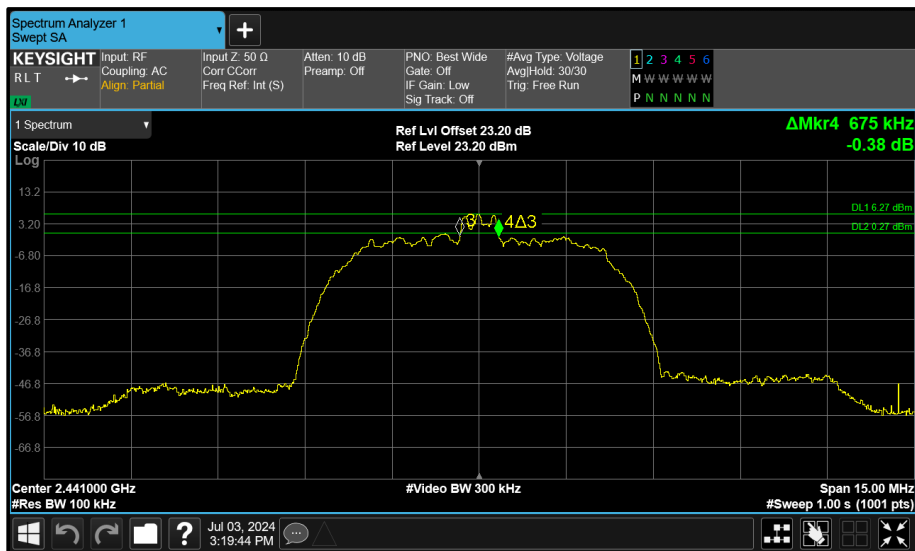 Spectrum Analyzer 1
Swept SA
+
KEYSIGHT
RLT
LXI
Input: RF
Coupling: AC
Align: Partial
Input Z: 50 Ω
Corr CCorr
Freq Ref: Int (S)
Atten: 10 dB
Preamp: Off
PNO: Best Wide
Gate: Off
IF Gain: Low
Sig Track: Off
#Avg Type: Voltage
Avg|Hold: 30/30
Trig: Free Run
1 2 3 4 5 6
M W W W W W
P N N N N N
1 Spectrum
Scale/Div 10 dB
Ref Lvl Offset 23.20 dB
Ref Level 23.20 dBm
ΔMkr4 675 kHz
-0.38 dB
Log
13.2
3.20
-6.80
-16.8
-26.8
-36.8
-46.8
-56.8
-66.8
DL1 6.27 dBm
DL2 0.27 dBm
3
4Δ3
Center 2.441000 GHz
#Res BW 100 kHz
#Video BW 300 kHz
Span 15.00 MHz
#Sweep 1.00 s (1001 pts)
?
Jul 03, 2024
3:19:44 PM